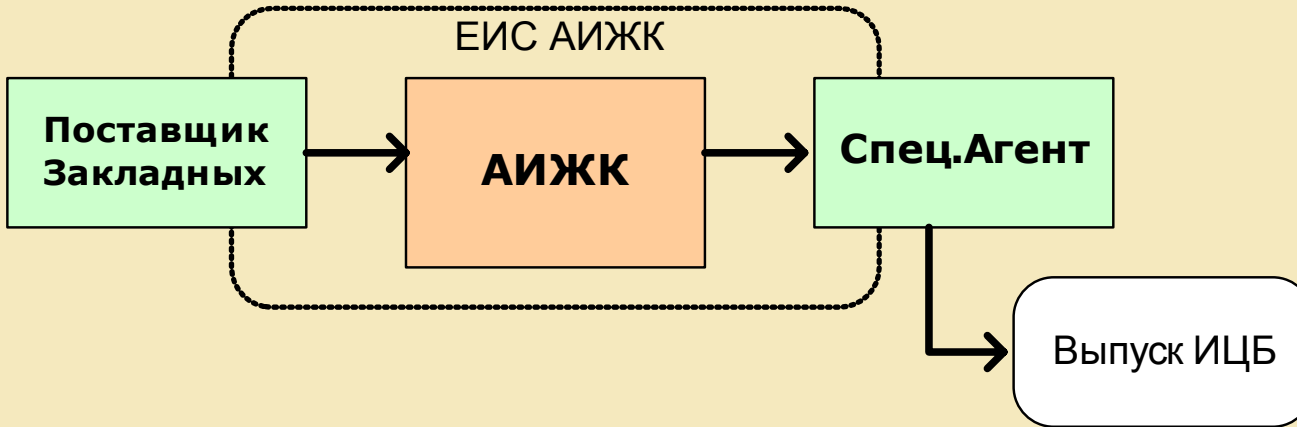 ЕИС АИЖК
Поставщик
Закладных
АИЖК
Спец.Агент
Выпуск ИЦБ